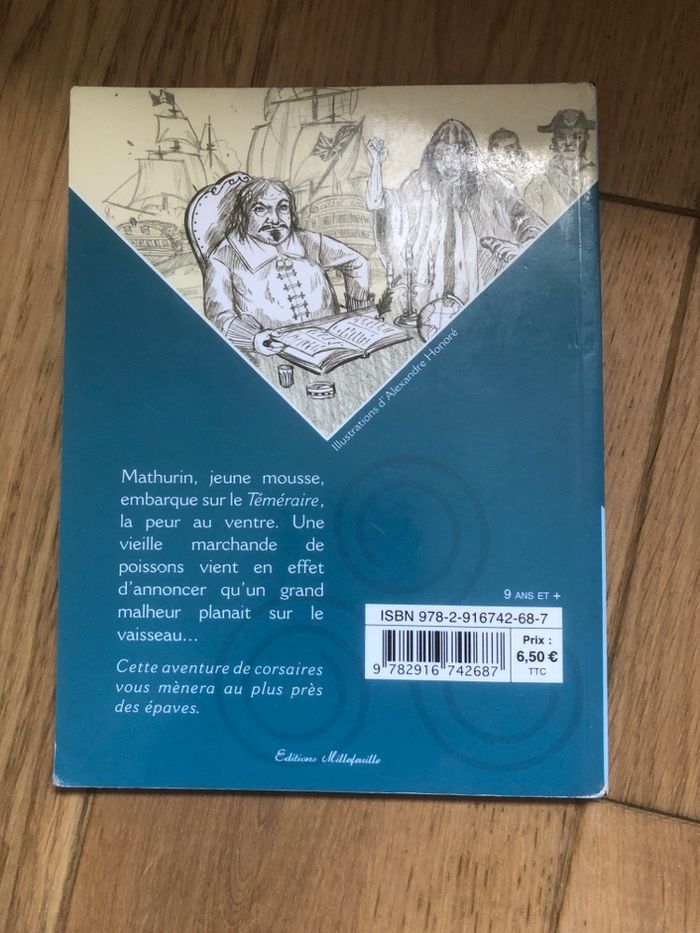 Illustrations d'Alexandre Honoré
Mathurin, jeune mousse,
embarque sur le Téméraire,
la peur au ventre. Une
vieille marchande de
poissons vient en effet
d'annoncer qu'un grand
malheur planait sur le
vaisseau...
Cette aventure de corsaires
vous mènera au plus près
des épaves.
9 ANS ET +
ISBN 978-2-916742-68-7
Prix :
6,50 €
TTC
9 782916 742687
Editions Millefeuille